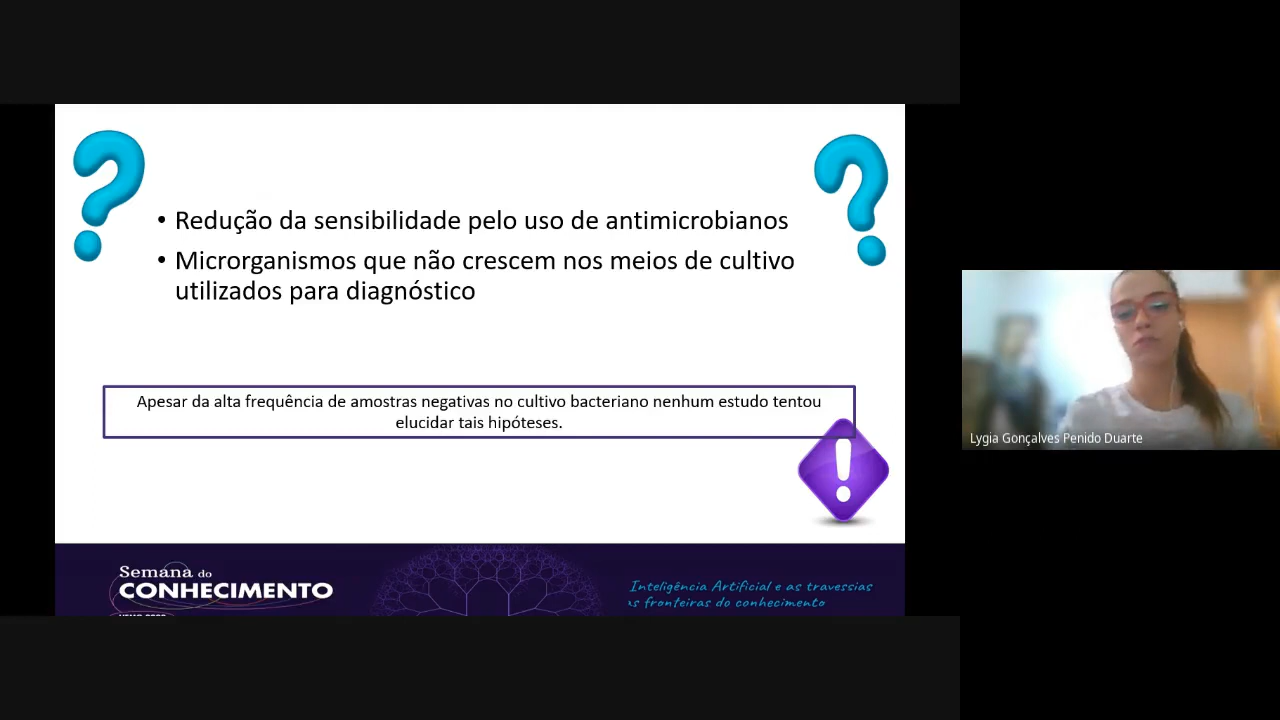 • Redução da sensibilidade pelo uso de antimicrobianos
• Microrganismos que não crescem nos meios de cultivo
utilizados para diagnóstico
Apesar da alta frequência de amostras negativas no cultivo bacteriano nenhum estudo tentou
elucidar tais hipóteses.
Semana do
CONHECIMENTO
Inteligência Artificial e as travessias
s fronteiras do conhecimento
Lygia Gonçalves Penido Duarte